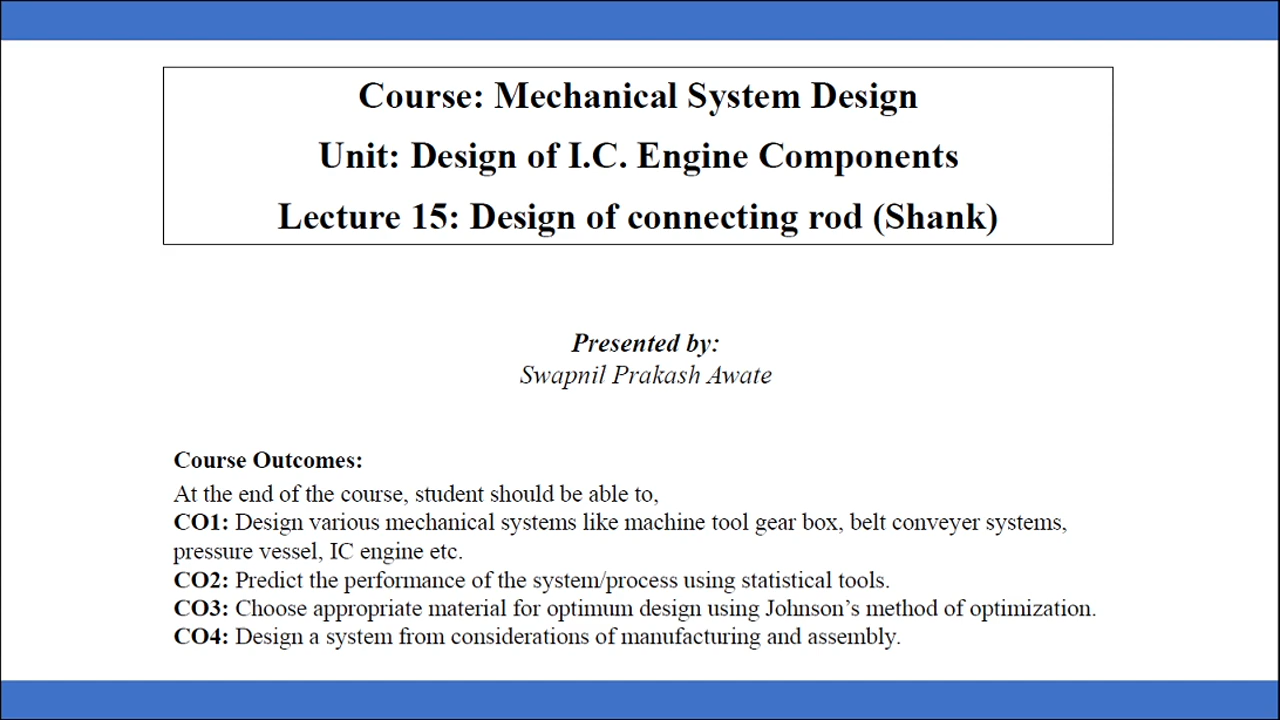 Course: Mechanical System Design
Unit: Design of I.C. Engine Components
Lecture 15: Design of connecting rod (Shank)
Presented by:
Swapnil Prakash Awate
Course Outcomes:
At the end of the course, student should be able to,
CO1: Design various mechanical systems like machine tool gear box, belt conveyer systems,
pressure vessel, IC engine etc.
CO2: Predict the performance of the system/process using statistical tools.
CO3: Choose appropriate material for optimum design using Johnson’s method of optimization.
CO4: Design a system from considerations of manufacturing and assembly.